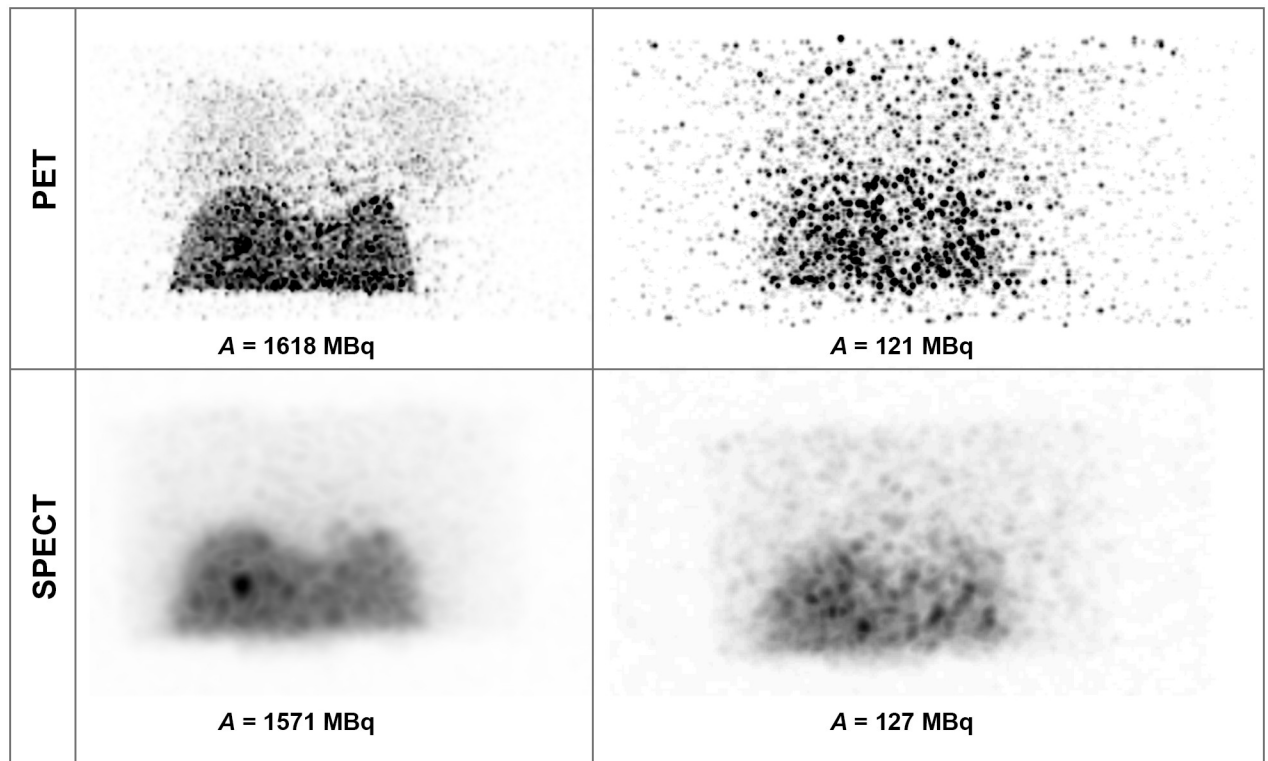 PET
A = 1618 MBq
A = 121 MBq
SPECT
A = 1571 MBq
A = 127 MBq